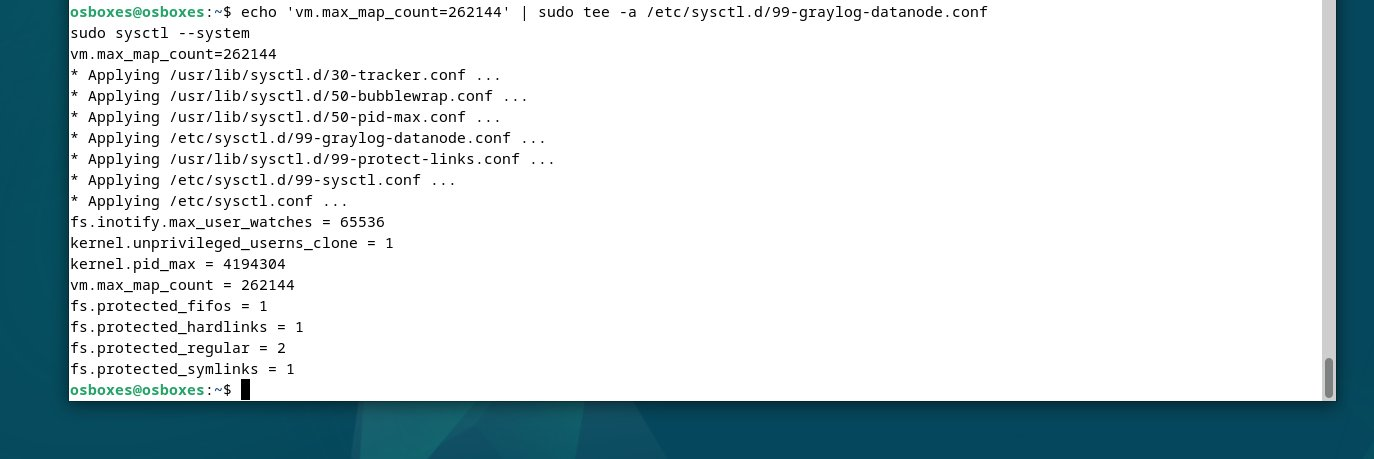 osboxes@osboxes:~$ echo 'vm.max_map_count=262144' | sudo tee -a /etc/sysctl.d/99-graylog-datanode.conf
sudo sysctl --system
vm.max_map_count=262144
* Applying /usr/lib/sysctl.d/30-tracker.conf ...
* Applying /usr/lib/sysctl.d/50-bubblewrap.conf ...
* Applying /usr/lib/sysctl.d/50-pid-max.conf ...
* Applying /etc/sysctl.d/99-graylog-datanode.conf ...
* Applying /usr/lib/sysctl.d/99-protect-links.conf ...
* Applying /etc/sysctl.d/99-sysctl.conf ...
* Applying /etc/sysctl.conf ...
fs.inotify.max_user_watches = 65536
kernel.unprivileged_userns_clone = 1
kernel.pid_max = 4194304
vm.max_map_count = 262144
fs.protected_fifos = 1
fs.protected_hardlinks = 1
fs.protected_regular = 2
fs.protected_symlinks = 1
osboxes@osboxes:~$